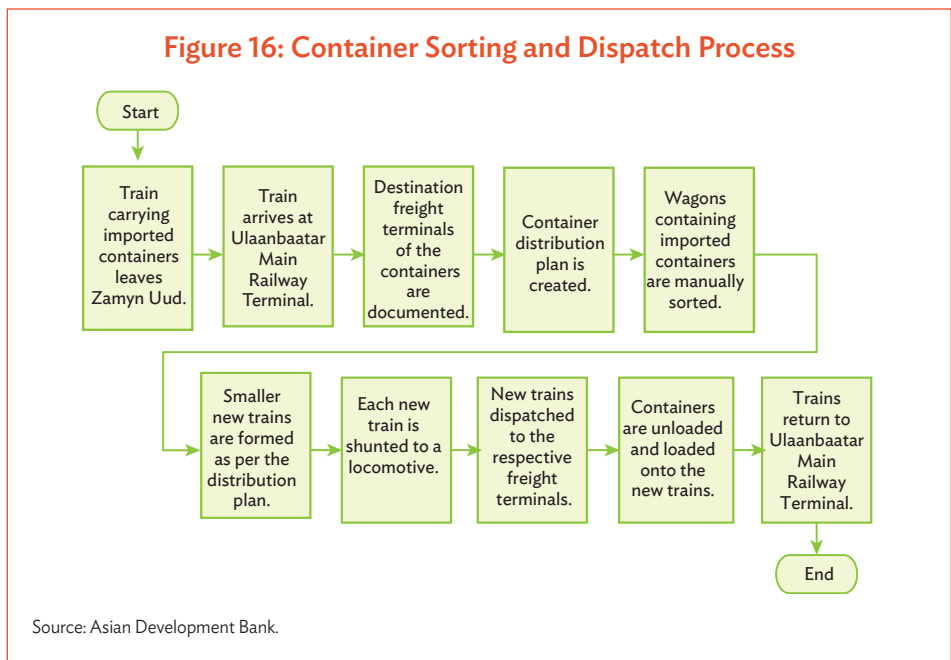 Figure 16: Container Sorting and Dispatch Process
Start
Train
carrying
imported
containers
leaves
Zamyn Uud.
Train
arrives at
Ulaanbaatar
Main
Railway
Terminal.
Destination
freight
terminals
of the
containers
are
documented.
Container
distribution
plan is
created.
Wagons
containing
imported
containers
are manually
sorted.
Smaller
new trains
are formed
as per the
distribution
plan.
Each new
train is
shunted to a
locomotive.
New trains
dispatched
to the
respective
freight
terminals.
Containers
are unloaded
and loaded
onto the
new trains.
Trains
return to
Ulaanbaatar
Main
Railway
Terminal.
End
Source: Asian Development Bank.